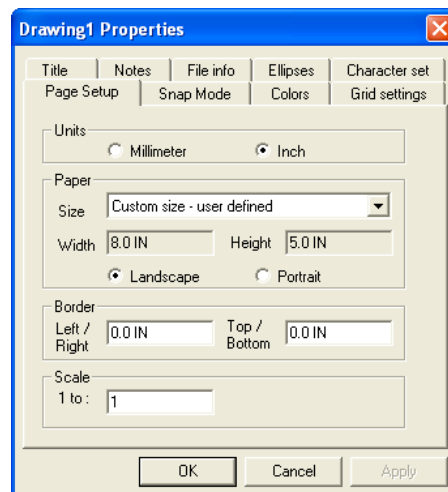 Drawing1 Properties
Title Notes File info Ellipses Character set
Page Setup Snap Mode Colors Grid settings
Units
Millimeter Inch
Paper
Size Custom size - user defined
Width 8.0 IN Height 5.0 IN
Landscape Portrait
Border
Left / Right 0.0 IN Top / Bottom 0.0 IN
Scale
1 to : 1
OK Cancel Apply